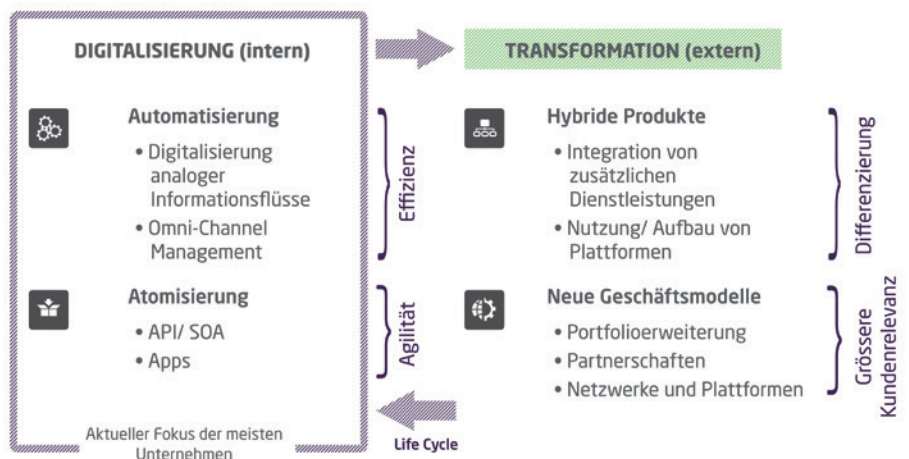 DIGITALISIERUNG (intern)
Automatisierung
• Digitalisierung
analoger
Informationsflüsse
• Omni-Channel
Management
Effizienz
Atomisierung
• API/ SOA
• Apps
Agilität
Aktueller Fokus der meisten
Unternehmen
TRANSFORMATION (extern)
Hybride Produkte
• Integration von
zusätzlichen
Dienstleistungen
• Nutzung/ Aufbau von
Plattformen
Differenzierung
Neue Geschäftsmodelle
• Portfolioerweiterung
• Partnerschaften
• Netzwerke und Plattformen
Grössere
Kundenrelevanz
Life Cycle